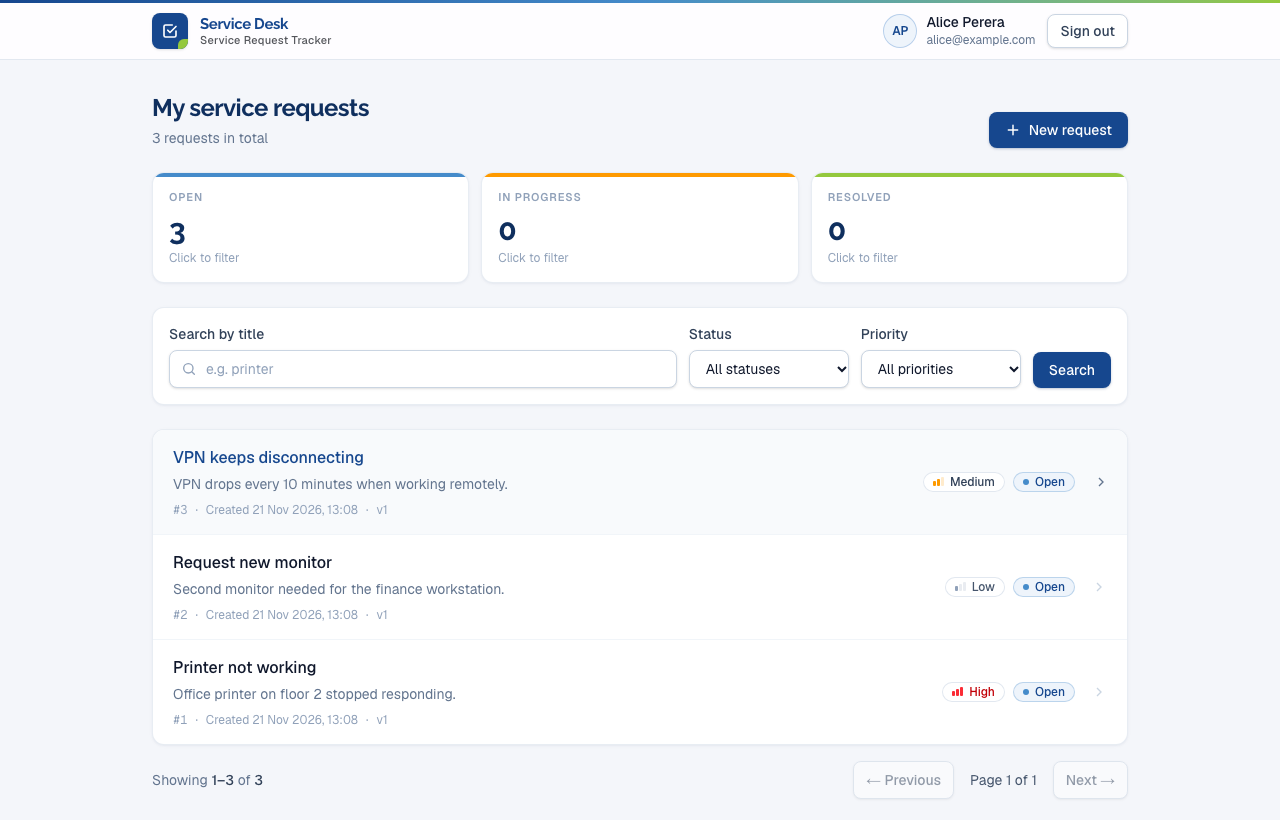 Service Desk
Service Request Tracker
AP
Alice Perera
alice@example.com
Sign out
My service requests
3 requests in total
+ New request
OPEN
3
Click to filter
IN PROGRESS
0
Click to filter
RESOLVED
0
Click to filter
Search by title
e.g. printer
Status
All statuses
Priority
All priorities
Search
VPN keeps disconnecting
VPN drops every 10 minutes when working remotely.
#3 · Created 21 Nov 2026, 13:08 · v1
Medium
Open
Request new monitor
Second monitor needed for the finance workstation.
#2 · Created 21 Nov 2026, 13:08 · v1
Low
Open
Printer not working
Office printer on floor 2 stopped responding.
#1 · Created 21 Nov 2026, 13:08 · v1
High
Open
Showing 1–3 of 3
← Previous
Page 1 of 1
Next →